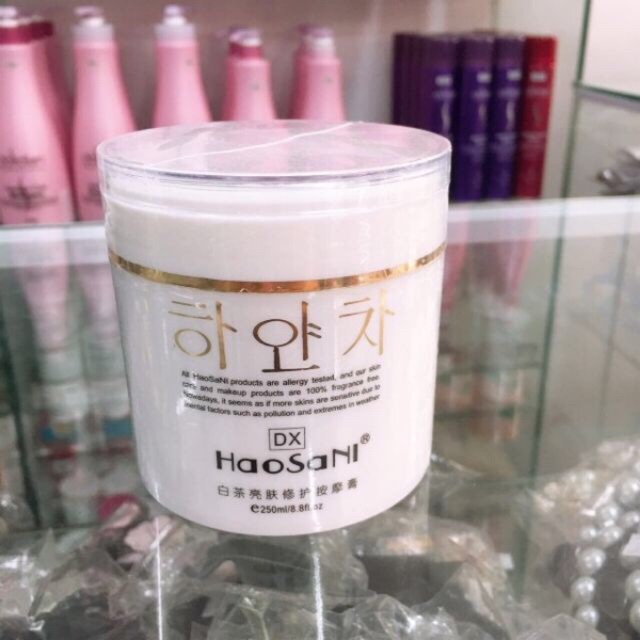 하얀차
All HaoSaNi products are allergy tested, and our skin
care and makeup products are 100% fragrance free.
Nowadays, it seems as if more skins are sensitive due to
mental factors such as pollution and extremes in weather
DX
HaoSaNI®
白茶亮肤修护按摩膏
℮250ml/8.8fl.oz